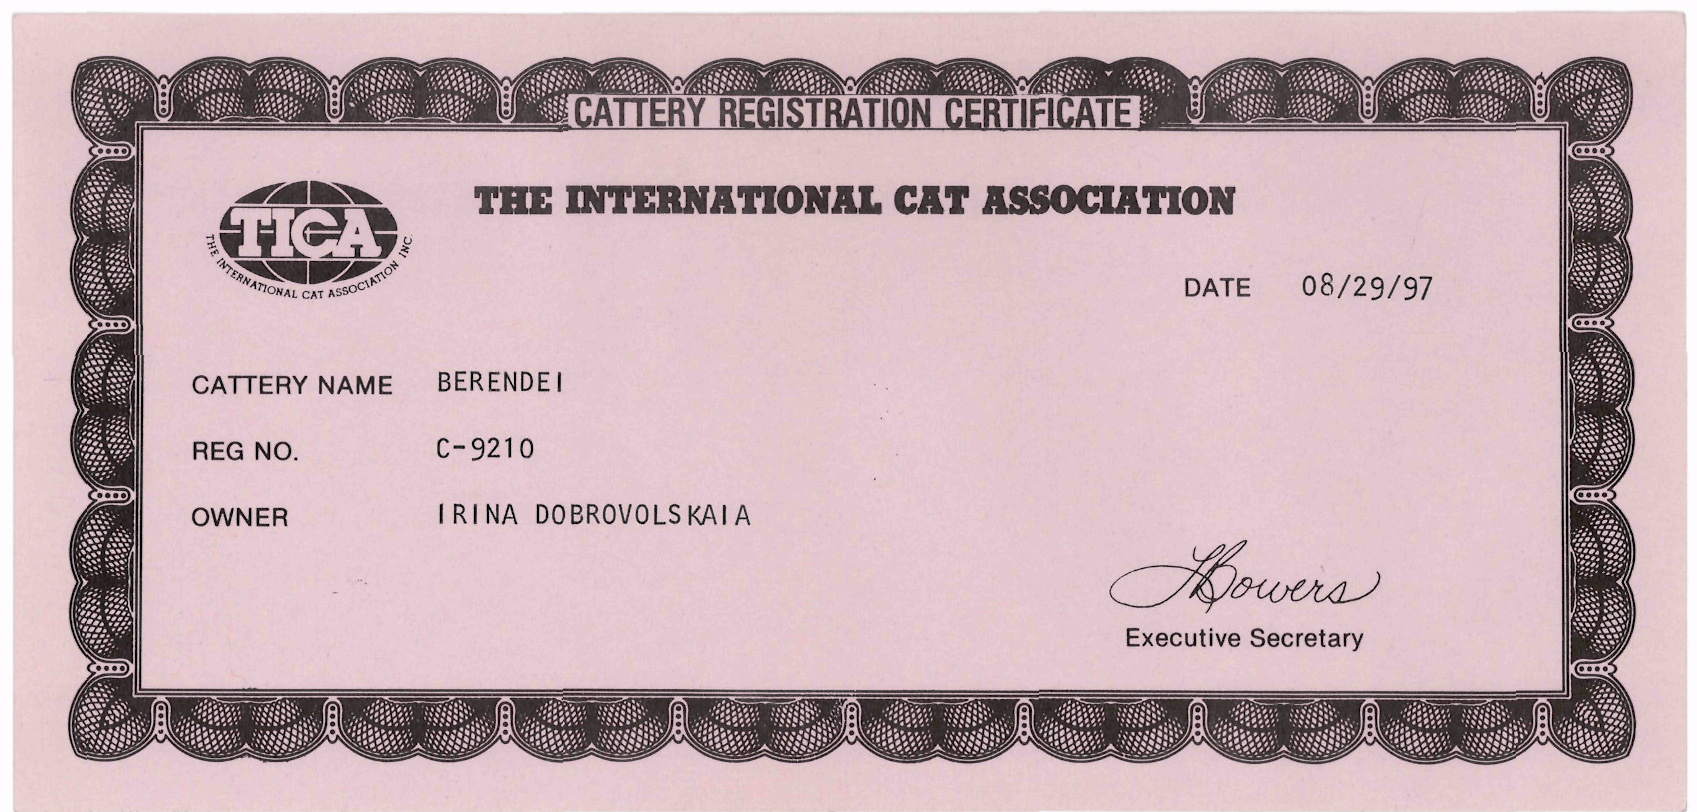 CATTERY REGISTRATION CERTIFICATE
THE INTERNATIONAL CAT ASSOCIATION
TICA
THE INTERNATIONAL CAT ASSOCIATION INC.
DATE 08/29/97
CATTERY NAME BERENDEI
REG NO. C-9210
OWNER IRINA DOBROVOLSKAIA
LBowers
Executive Secretary